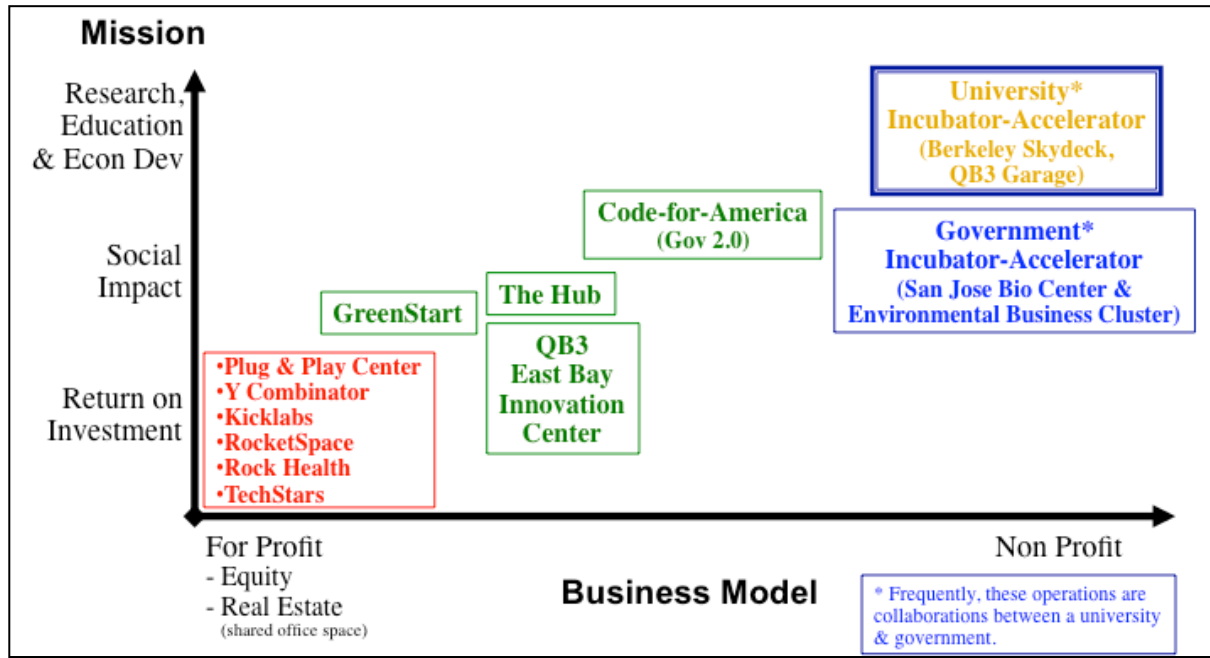 Mission
Research,
Education
& Econ Dev
Social
Impact
Return on
Investment
University*
Incubator-Accelerator
(Berkeley Skydeck,
QB3 Garage)
Code-for-America
(Gov 2.0)
Government*
Incubator-Accelerator
(San Jose Bio Center &
Environmental Business Cluster)
GreenStart
The Hub
QB3
East Bay
Innovation
Center
•Plug & Play Center
•Y Combinator
•Kicklabs
•RocketSpace
•Rock Health
•TechStars
For Profit
- Equity
- Real Estate
(shared office space)
Business Model
Non Profit
* Frequently, these operations are
collaborations between a university
& government.